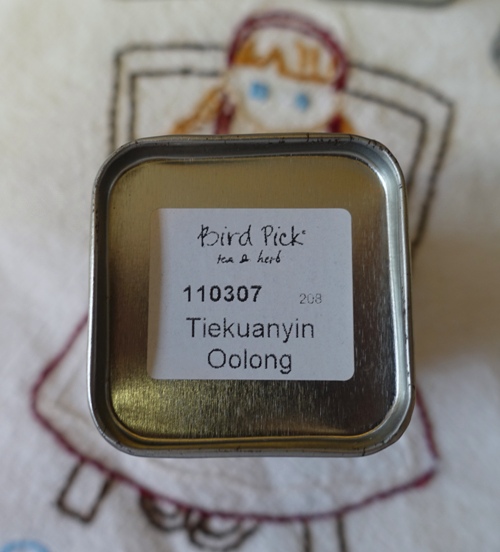 Bird Pick®
tea & herb
110307 208
Tiekuanyin
Oolong